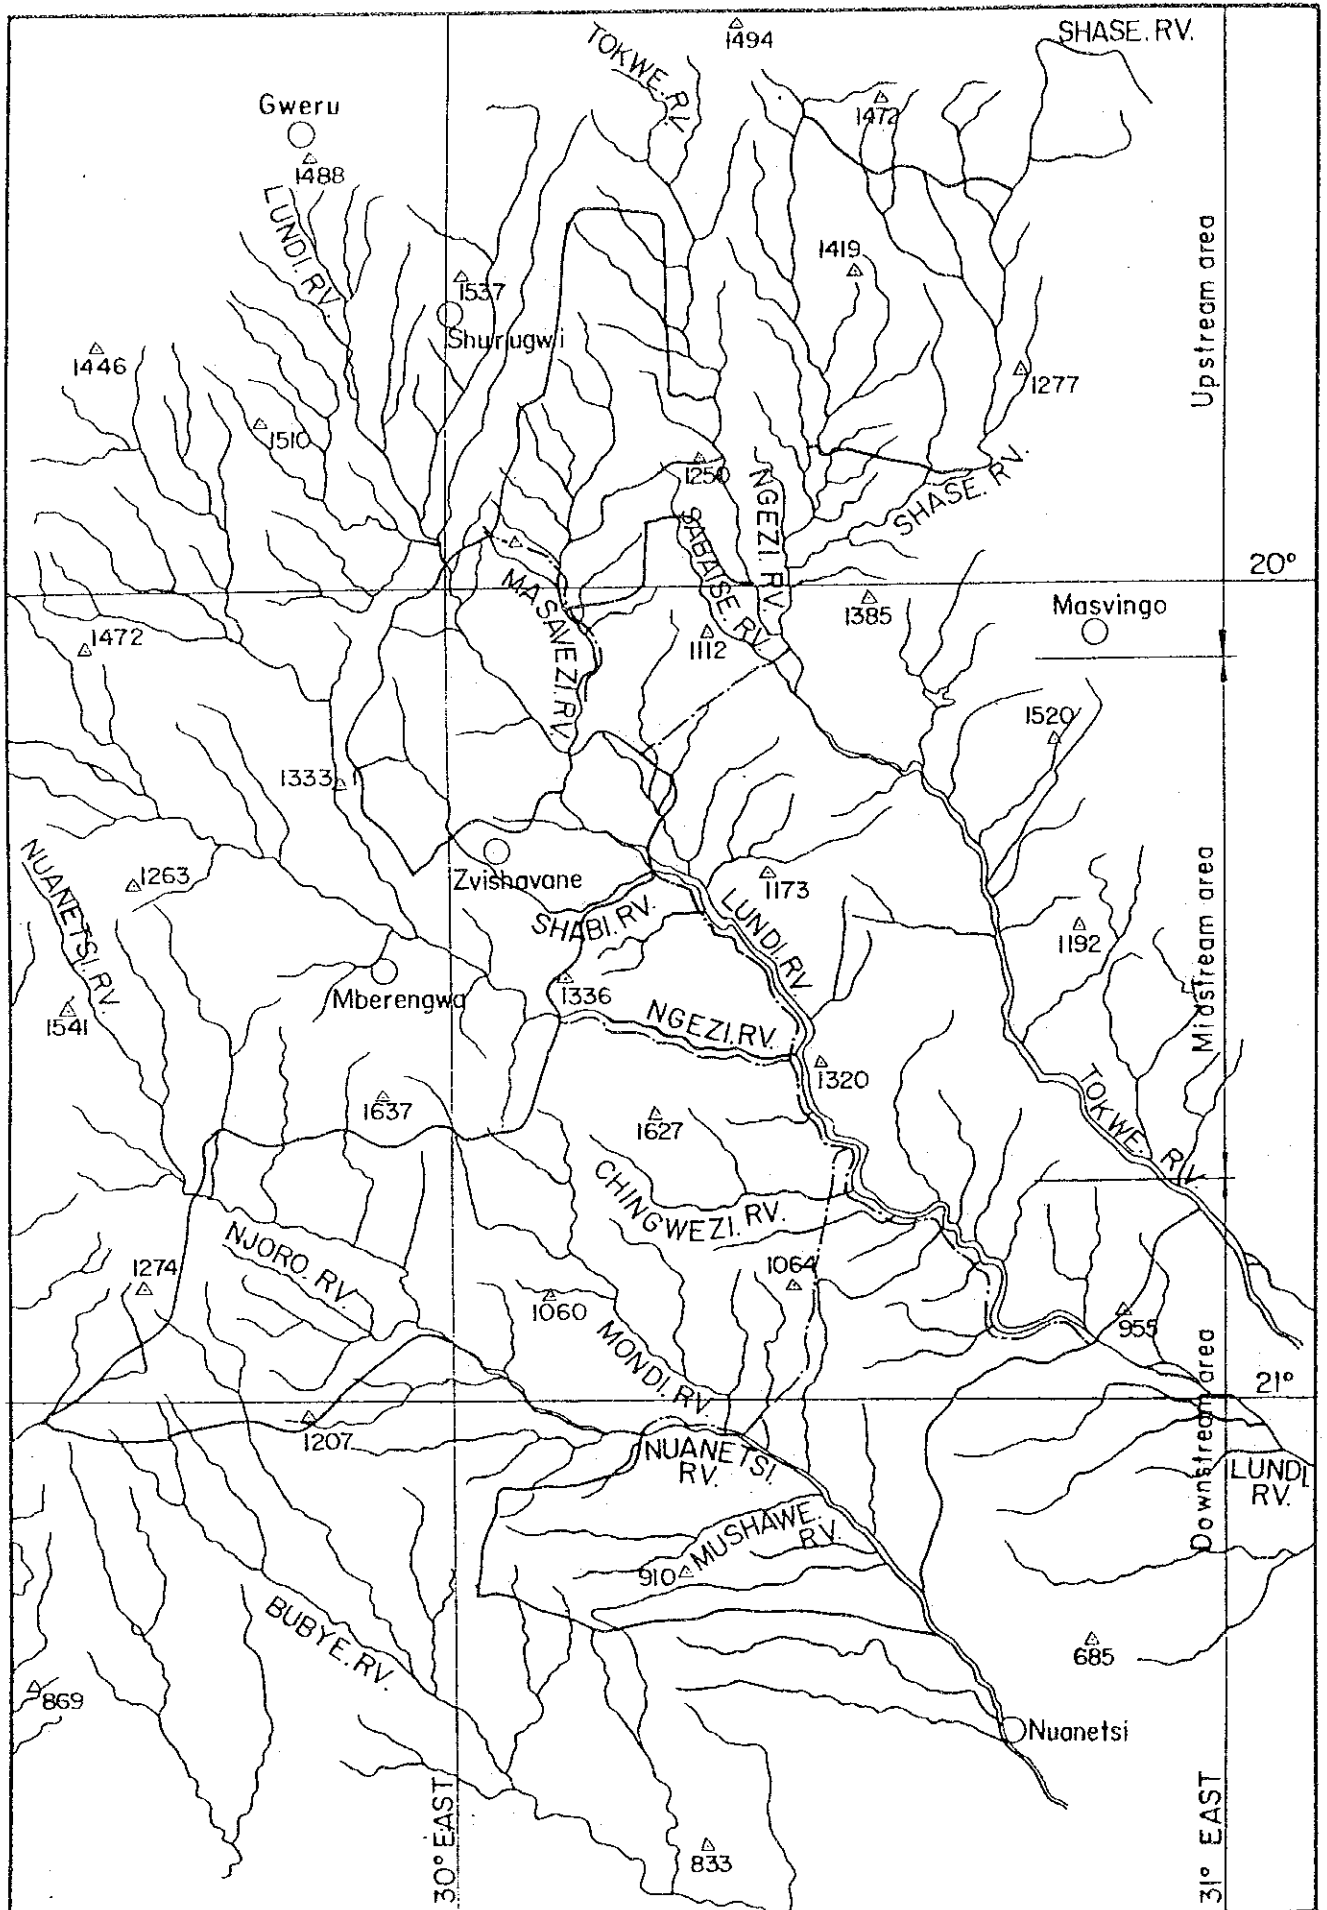 1494
SHASE. RV.
TOKWE. RV.
Gweru
1472
1488
LUNDI. RV.
1419
1537
Shurugwi
Upstream area
1446
1277
1510
1250
NGEZI. RV.
SHASE. RV.
SABAISE. RV.
20°
MASAVEZI. RV.
1385
Masvingo
1472
1112
1520
1333
NUANETSI. RV.
1263
Zvishavane
1173
SHABI. RV.
LUNDI. RV.
1192
Midstream area
Mberengwa
1336
1541
NGEZI. RV.
1320
1637
1627
TOKWE. RV.
CHINGWEZI. RV.
NJORO. RV.
1274
1064
1060
955
MONDI. RV.
21°
1207
Downstream area
NUANETSI.
RV.
LUNDI.
RV.
MUSHAWE.
RV.
910
BUBYE. RV.
685
869
Nuanetsi
833
30° EAST
31° EAST